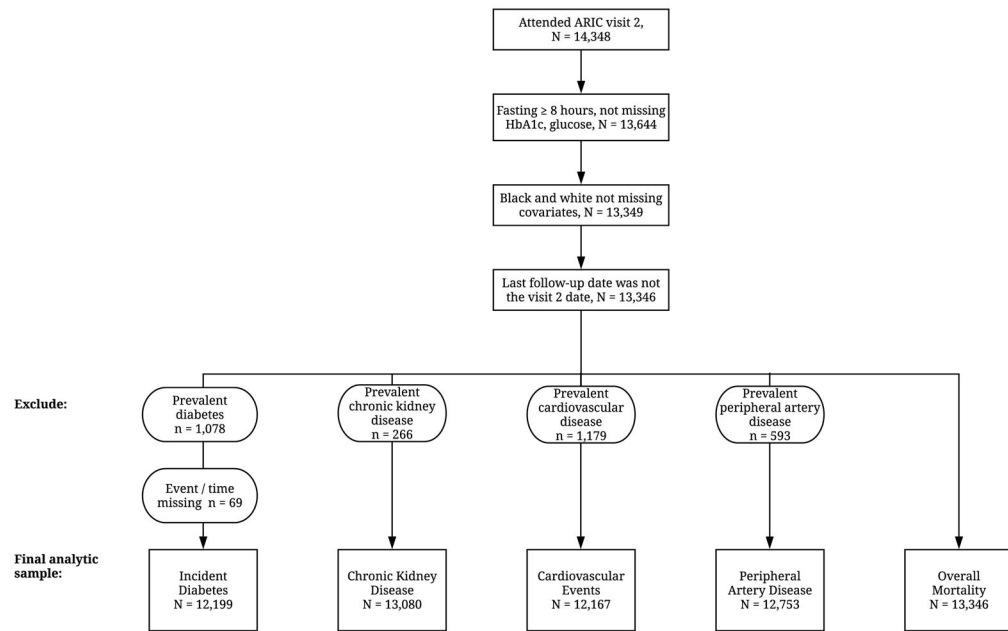 Attended ARIC visit 2,
N = 14,348
Fasting ≥ 8 hours, not missing
HbA1c, glucose, N = 13,644
Black and white not missing
covariates, N = 13,349
Last follow-up date was not
the visit 2 date, N = 13,346
Exclude:
Prevalent
diabetes
n = 1,078
Prevalent
chronic kidney
disease
n = 266
Prevalent
cardiovascular
disease
n = 1,179
Prevalent
peripheral artery
disease
n = 593
Event / time
missing n = 69
Final analytic
sample:
Incident
Diabetes
N = 12,199
Chronic Kidney
Disease
N = 13,080
Cardiovascular
Events
N = 12,167
Peripheral
Artery Disease
N = 12,753
Overall
Mortality
N = 13,346